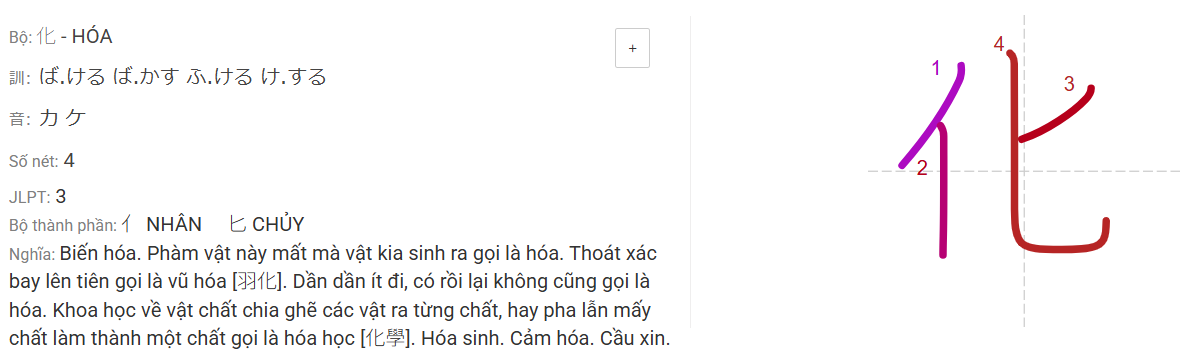 Bộ: 化 - HÓA
+
訓: ば.ける ば.かす ふ.ける け.する
音: カ ケ
Số nét: 4
JLPT: 3
Bộ thành phần: 亻 NHÂN 匕 CHỦY
Nghĩa: Biến hóa. Phàm vật này mất mà vật kia sinh ra gọi là hóa. Thoát xác
bay lên tiên gọi là vũ hóa [羽化]. Dần dần ít đi, có rồi lại không cũng gọi là
hóa. Khoa học về vật chất chia ghẽ các vật ra từng chất, hay pha lẫn mấy
chất làm thành một chất gọi là hóa học [化學]. Hóa sinh. Cảm hóa. Cầu xin.
化
1
2
3
4